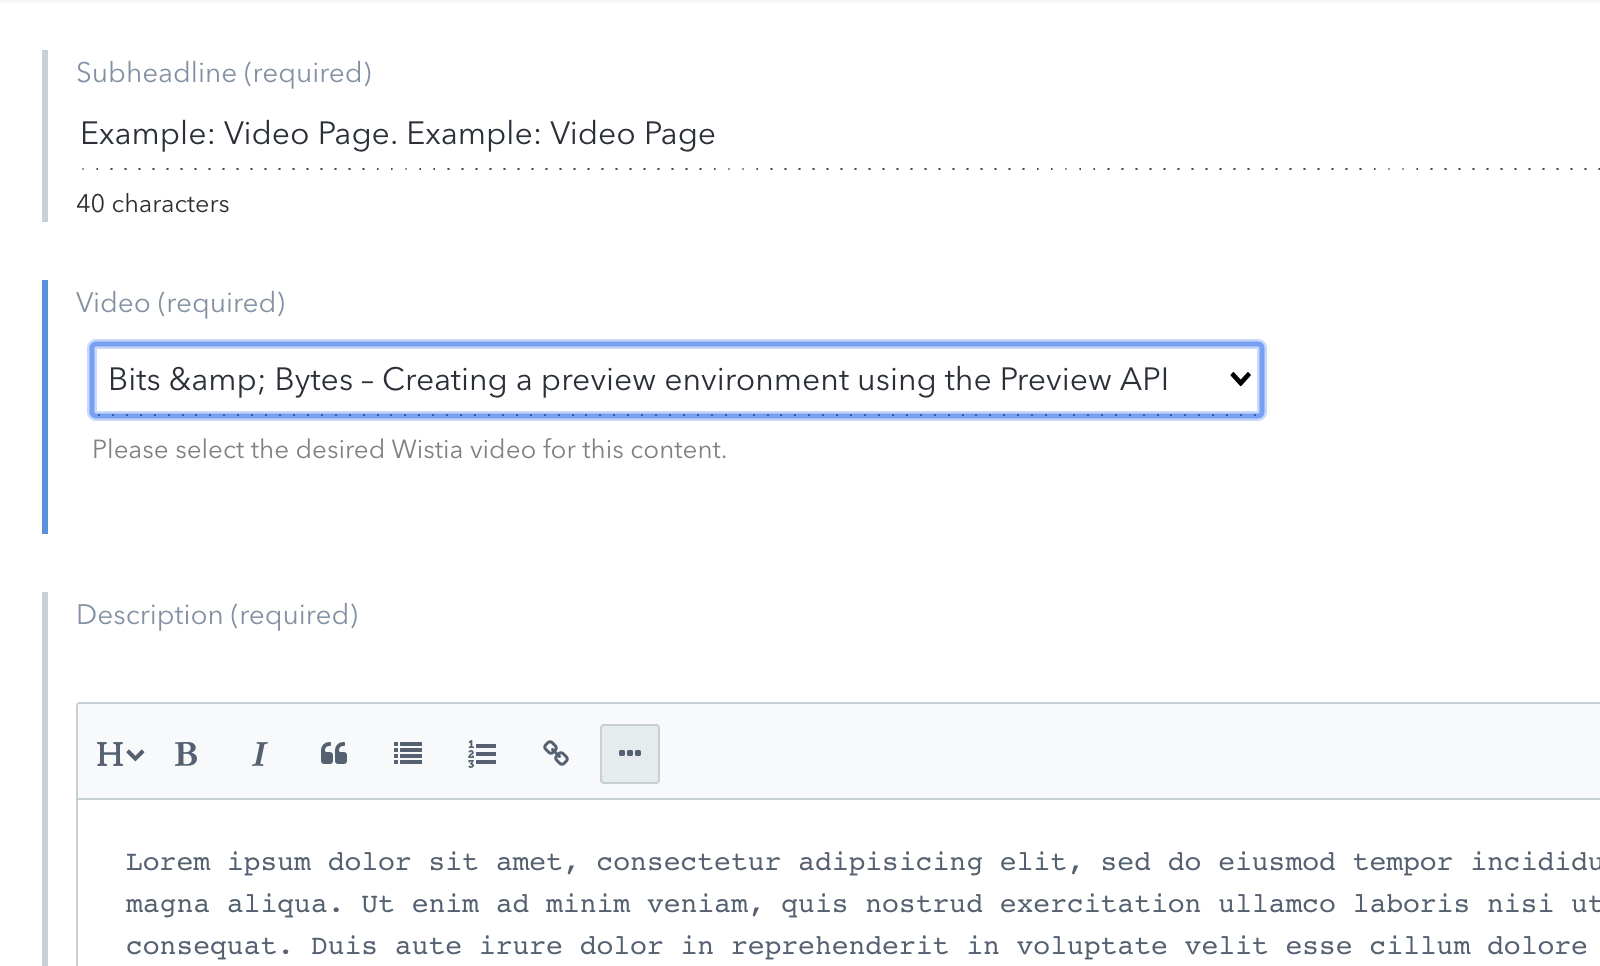 Subheadline (required)
Example: Video Page. Example: Video Page
40 characters
Video (required)
Bits &amp;amp; Bytes – Creating a preview environment using the Preview API
Please select the desired Wistia video for this content.
Description (required)
H B I
Lorem ipsum dolor sit amet, consectetur adipisicing elit, sed do eiusmod tempor incididu
magna aliqua. Ut enim ad minim veniam, quis nostrud exercitation ullamco laboris nisi ut
consequat. Duis aute irure dolor in reprehenderit in voluptate velit esse cillum dolore